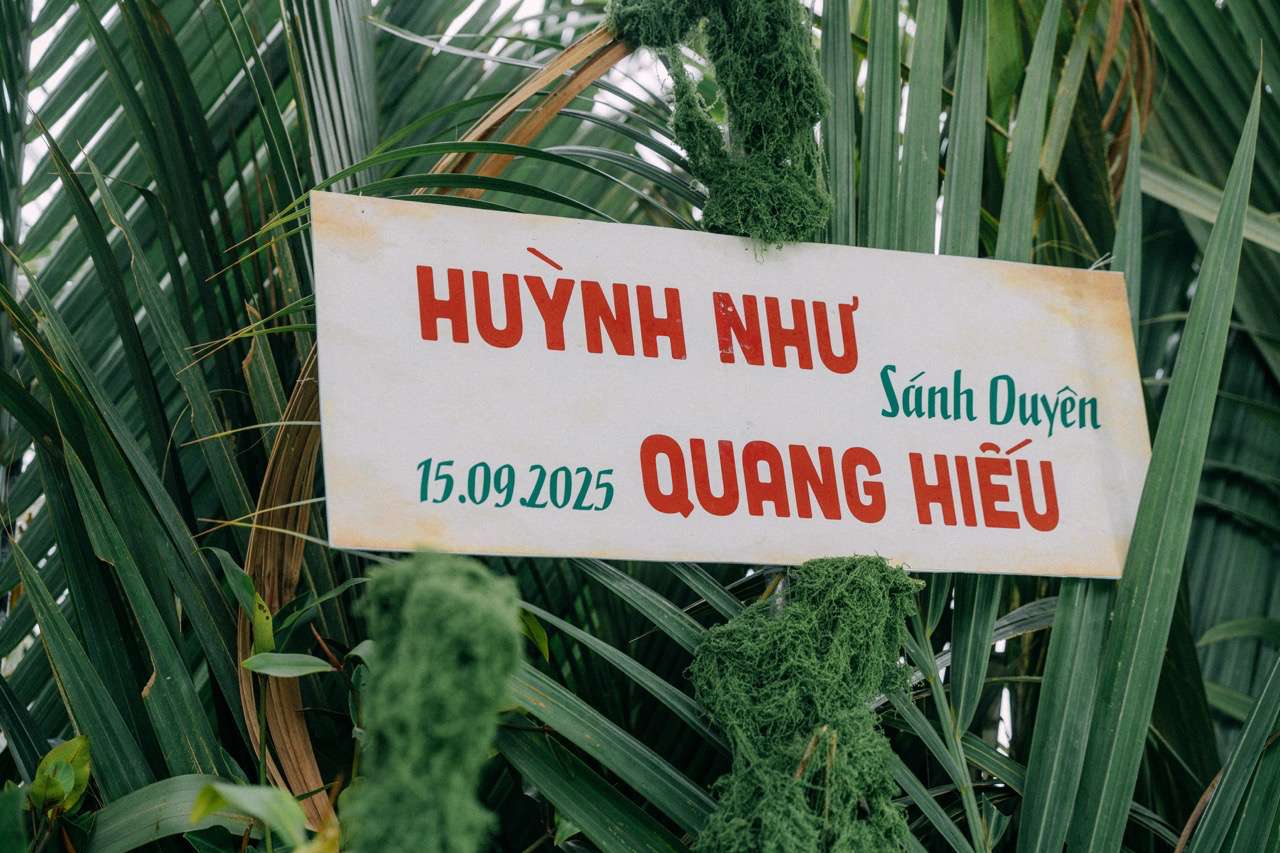 HUỲNH NHƯ
Sánh Duyên
15.09.2025 QUANG HIẾU